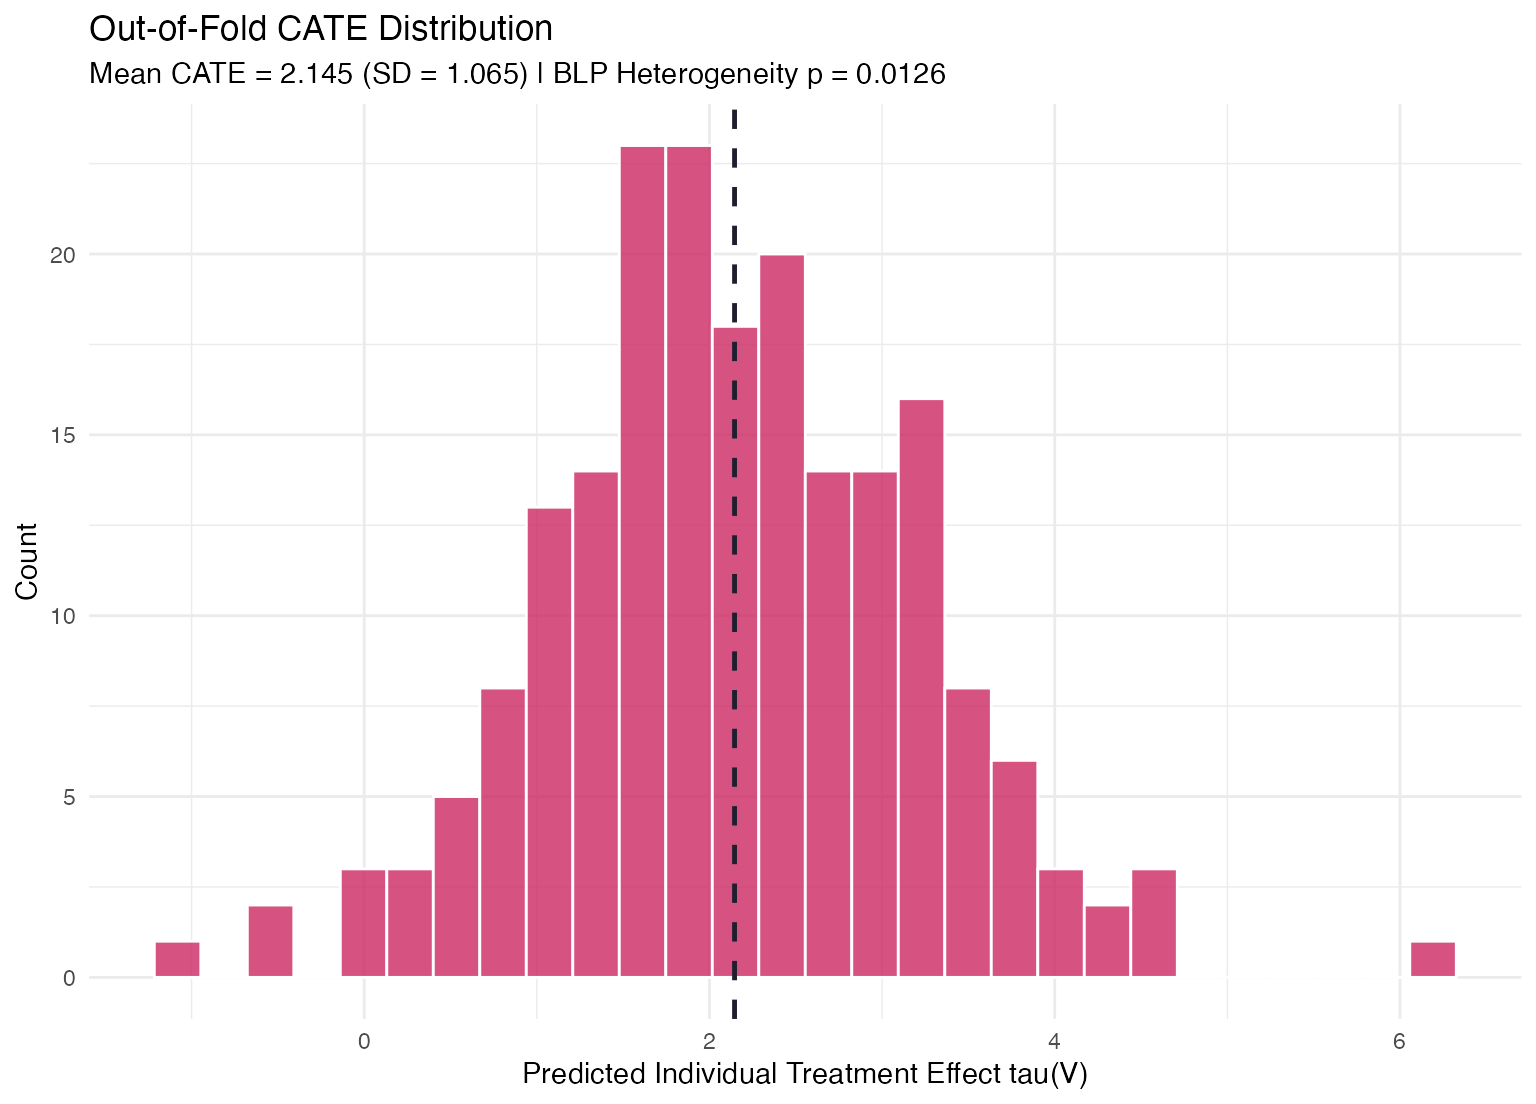 Out-of-Fold CATE Distribution
Mean CATE = 2.145 (SD = 1.065) | BLP Heterogeneity p = 0.0126
Count
20
15
10
5
0
0 2 4 6
Predicted Individual Treatment Effect tau(V)